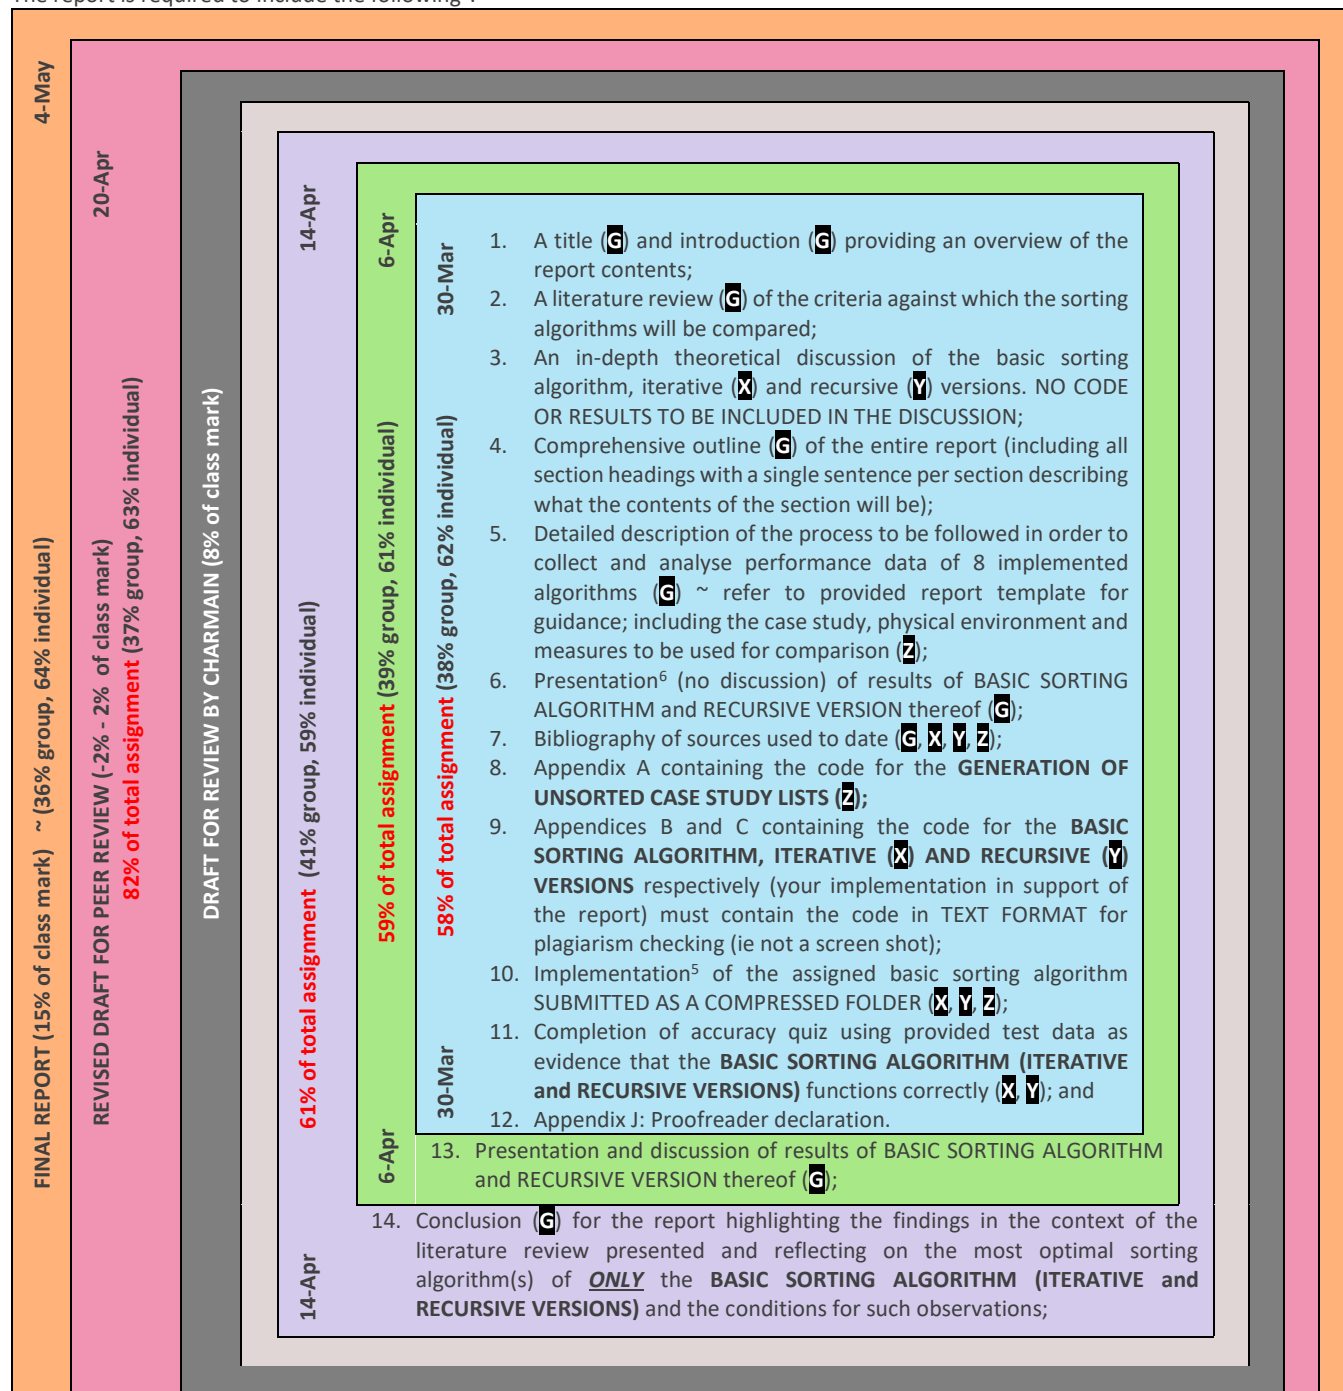 The report is required to include the following :
4-May
20-Apr
14-Apr
6-Apr
30-Mar
FINAL REPORT (15% of class mark)   ~ (36% group, 64% individual)
REVISED DRAFT FOR PEER REVIEW (-2% - 2%  of class mark)
82% of total assignment (37% group, 63% individual)
DRAFT FOR REVIEW BY CHARMAIN (8% of class mark)
61% of total assignment  (41% group, 59% individual)
59% of total assignment (39% group, 61% individual)
58% of total assignment (38% group, 62% individual)
1. A title (G) and introduction (G) providing an overview of the
report contents;
2. A literature review (G) of the criteria against which the sorting
algorithms will be compared;
3. An in-depth theoretical discussion of the basic sorting
algorithm, iterative (X) and recursive (Y) versions. NO CODE
OR RESULTS TO BE INCLUDED IN THE DISCUSSION;
4. Comprehensive outline (G) of the entire report (including all
section headings with a single sentence per section describing
what the contents of the section will be);
5. Detailed description of the process to be followed in order to
collect and analyse performance data of 8 implemented
algorithms (G) ~ refer to provided report template for
guidance; including the case study, physical environment and
measures to be used for comparison (Z);
6. Presentation⁶ (no discussion) of results of BASIC SORTING
ALGORITHM and RECURSIVE VERSION thereof (G);
7. Bibliography of sources used to date (G, X, Y, Z);
8. Appendix A containing the code for the GENERATION OF
UNSORTED CASE STUDY LISTS (Z);
9. Appendices B and C containing the code for the BASIC
SORTING ALGORITHM, ITERATIVE (X) AND RECURSIVE (Y)
VERSIONS respectively (your implementation in support of
the report) must contain the code in TEXT FORMAT for
plagiarism checking (ie not a screen shot);
10. Implementation⁵ of the assigned basic sorting algorithm
SUBMITTED AS A COMPRESSED FOLDER (X, Y, Z);
11. Completion of accuracy quiz using provided test data as
evidence that the BASIC SORTING ALGORITHM (ITERATIVE
and RECURSIVE VERSIONS) functions correctly (X, Y); and
12. Appendix J: Proofreader declaration.
30-Mar
13. Presentation and discussion of results of BASIC SORTING ALGORITHM
and RECURSIVE VERSION thereof (G);
6-Apr
14. Conclusion (G) for the report highlighting the findings in the context of the
literature review presented and reflecting on the most optimal sorting
algorithm(s) of ONLY the BASIC SORTING ALGORITHM (ITERATIVE and
RECURSIVE VERSIONS) and the conditions for such observations;
14-Apr